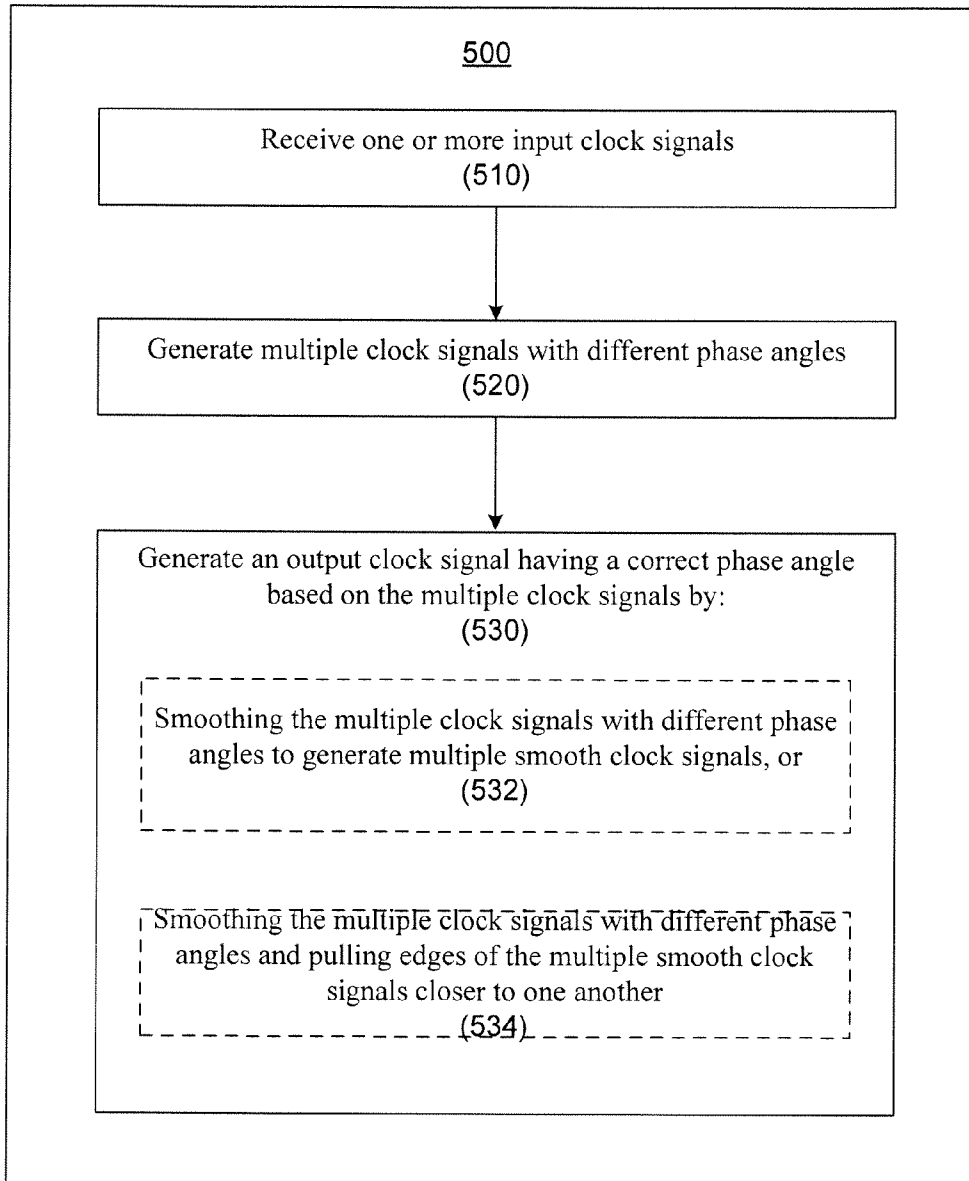 500
Receive one or more input clock signals
(510)
Generate multiple clock signals with different phase angles
(520)
Generate an output clock signal having a correct phase angle
based on the multiple clock signals by:
(530)
Smoothing the multiple clock signals with different phase
angles to generate multiple smooth clock signals, or
(532)
Smoothing the multiple clock signals with different phase
angles and pulling edges of the multiple smooth clock
signals closer to one another
(534)